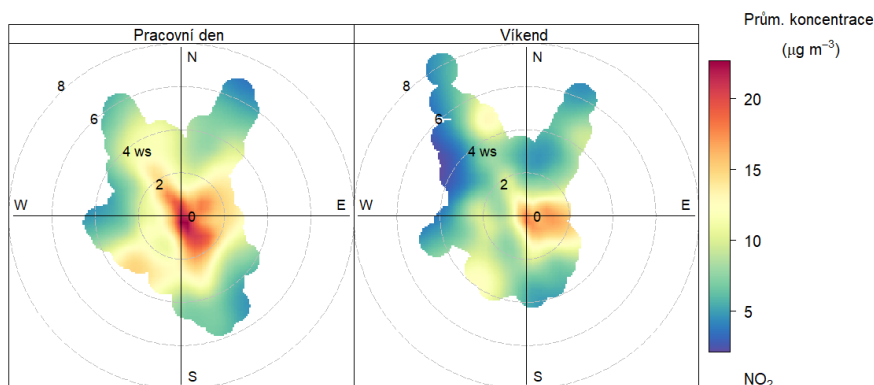 Pracovní den
Víkend
Prům. koncentrace
(µg m⁻³)
N
8
6
4 ws
2
W
0
E
S
N
8
6
4 ws
2
W
0
E
S
20
15
10
5
NO₂